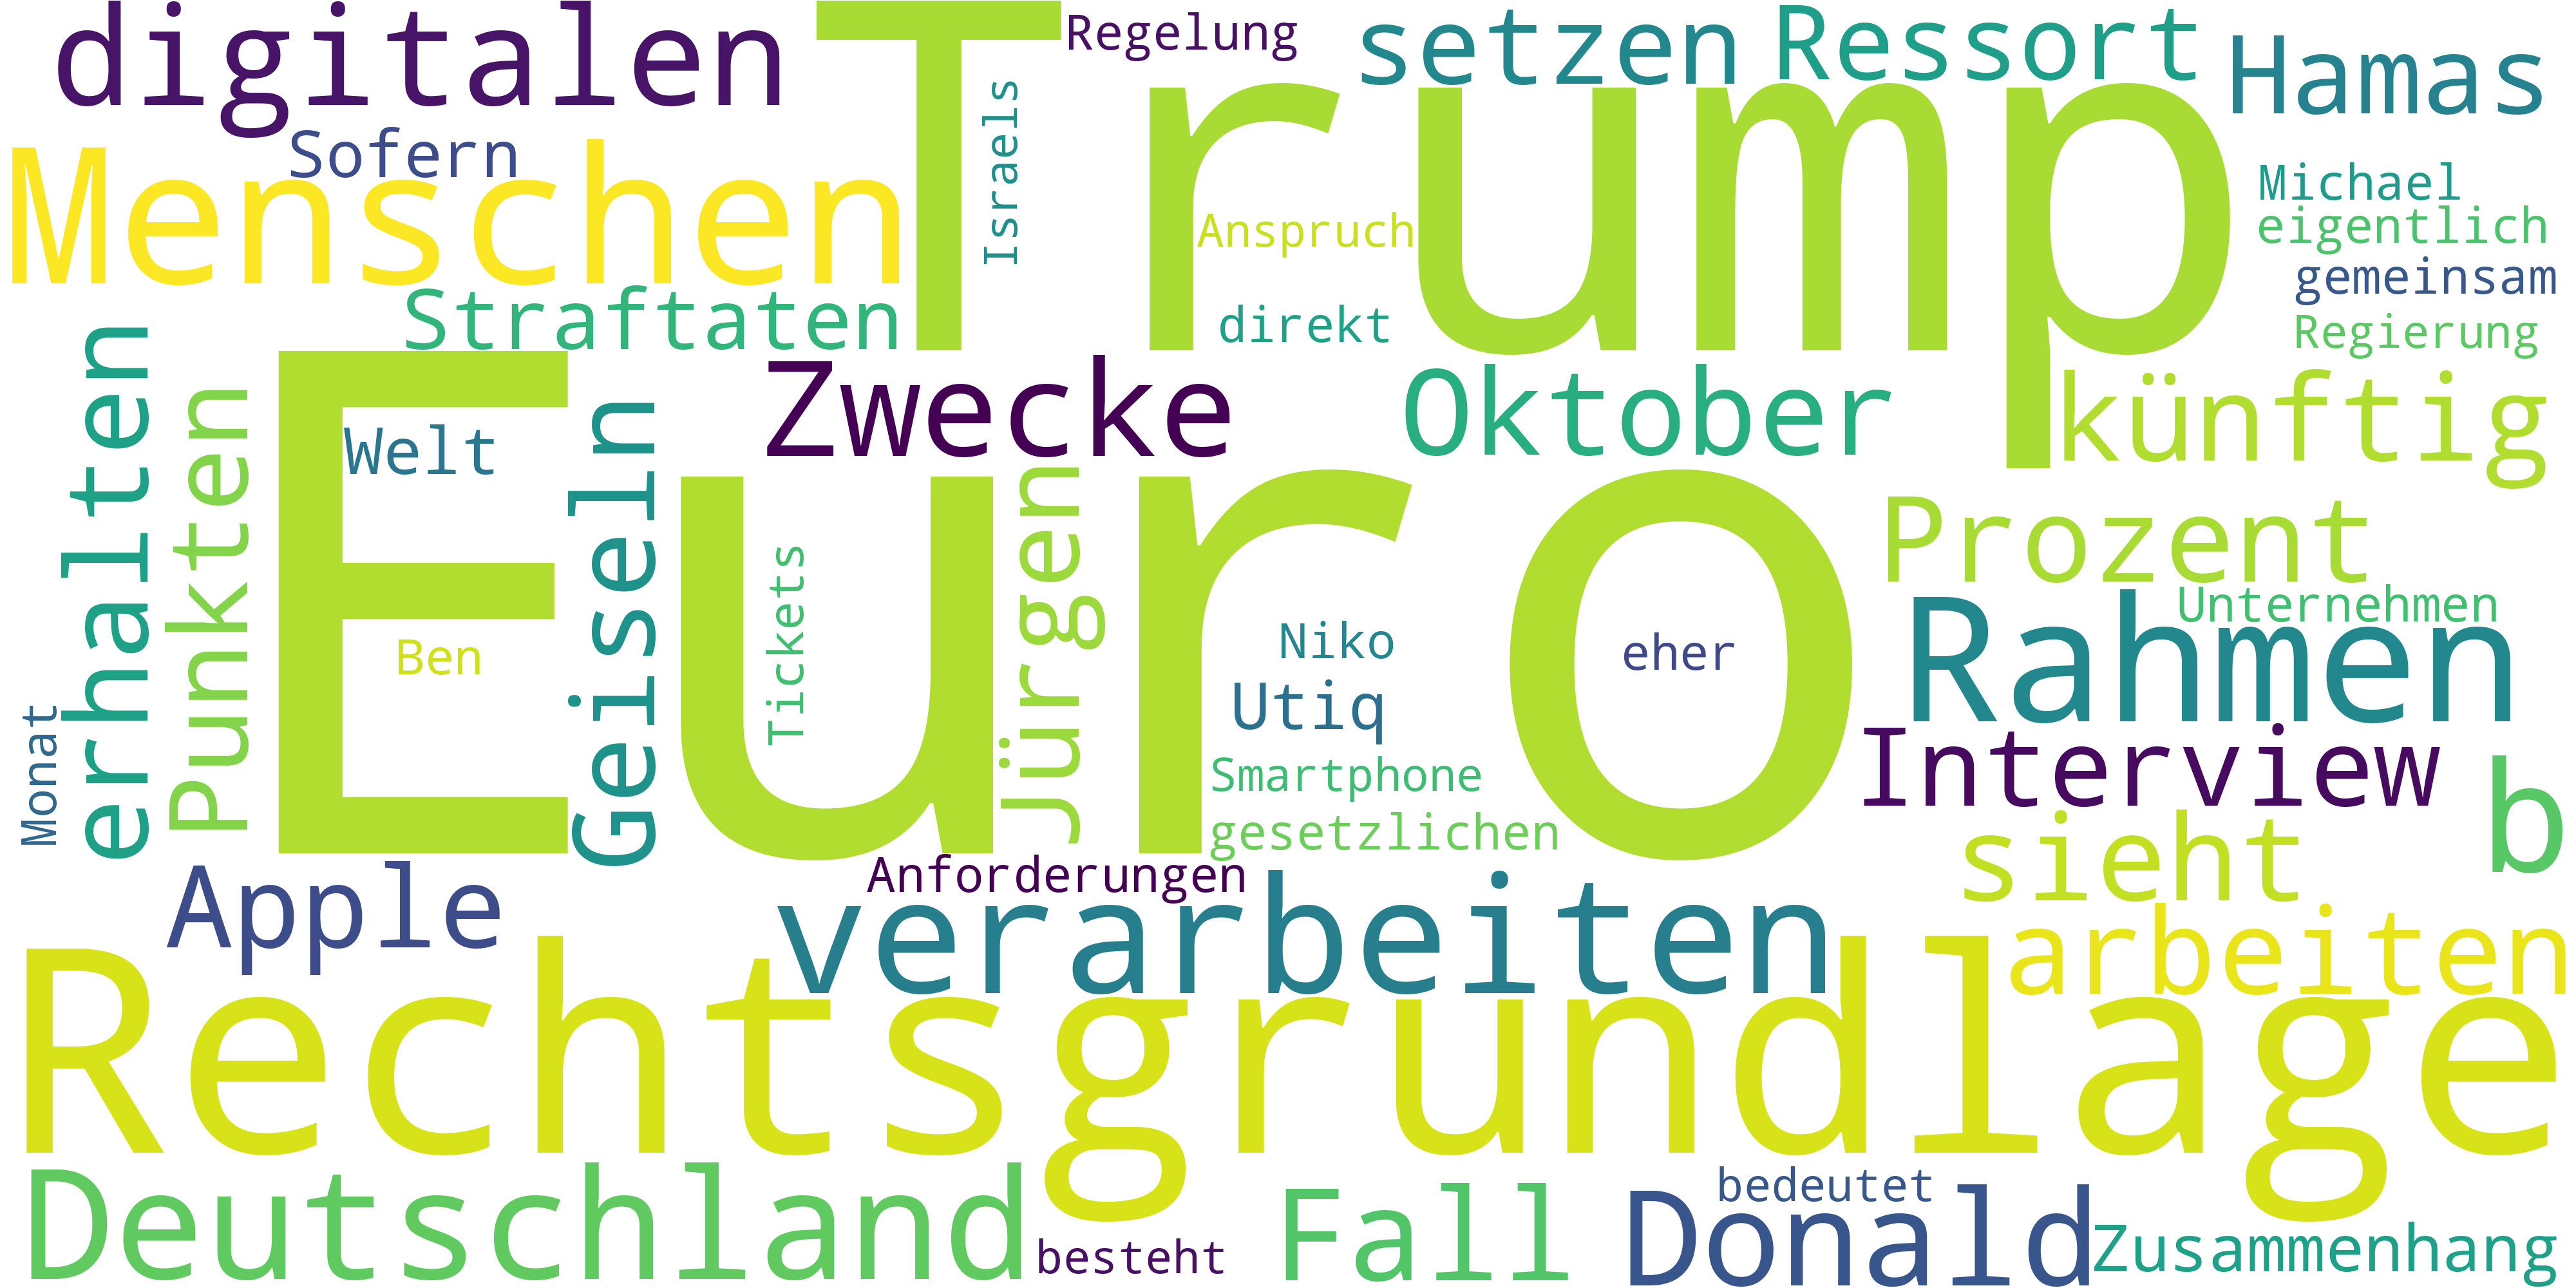 digitalen
Trump
Regelung
setzen
Ressort
Hamas
Sofern
Menschen
Israels
Anspruch
Michael
eigentlich
gemeinsam
Straftaten
direkt
Regierung
erhalten
Punkten
Euro
Welt
Geiseln
Zwecke
Oktober
künftig
Jürgen
Prozent
Tickets
Unternehmen
Ben
Niko
eher
Rahmen
Utiq
Monat
Interview
Smartphone
b
gesetzlichen
sieht
Apple
Anforderungen
verarbeiten
arbeiten
Rechtsgrundlage
Deutschland
bedeutet
Fall
Donald
besteht
Zusammenhang